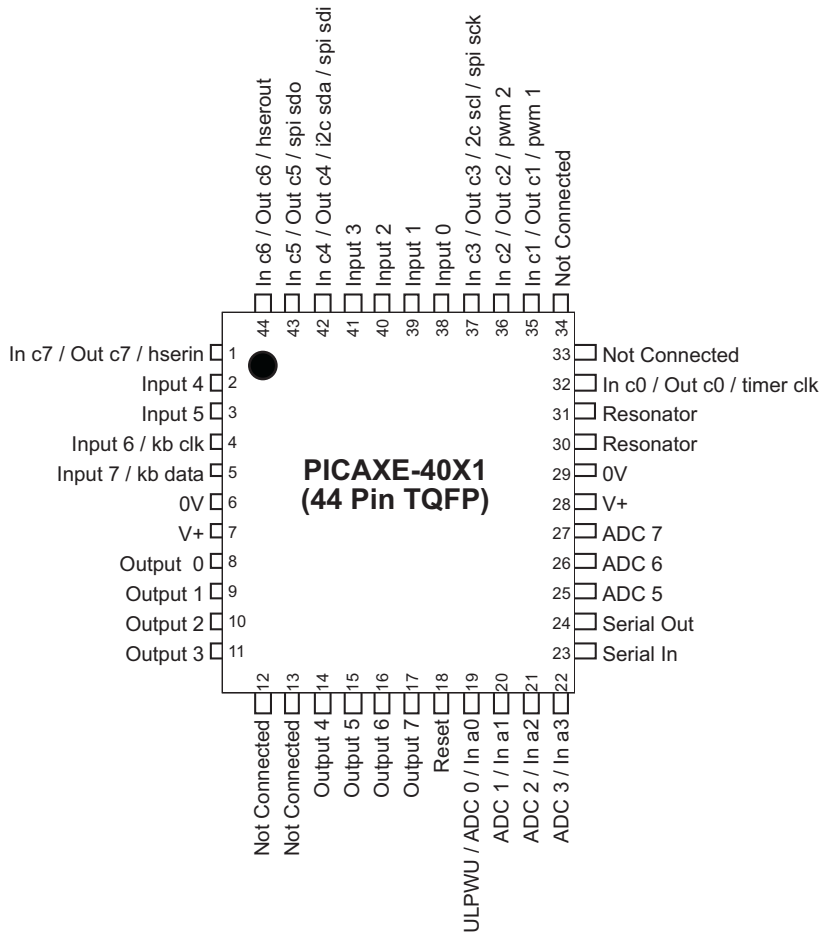 In c6 / Out c6 / hserout
In c5 / Out c5 / spi sdo
In c4 / Out c4 / i2c sda / spi sdi
Input 3
Input 2
Input 1
Input 0
In c3 / Out c3 / 2c scl / spi sck
In c2 / Out c2 / pwm 2
In c1 / Out c1 / pwm 1
Not Connected
44
43
42
41
40
39
38
37
36
35
34
In c7 / Out c7 / hserin 1
Input 4 2
Input 5 3
Input 6 / kb clk 4
Input 7 / kb data 5
0V 6
V+ 7
Output 0 8
Output 1 9
Output 2 10
Output 3 11
PICAXE-40X1
(44 Pin TQFP)
33 Not Connected
32 In c0 / Out c0 / timer clk
31 Resonator
30 Resonator
29 0V
28 V+
27 ADC 7
26 ADC 6
25 ADC 5
24 Serial Out
23 Serial In
12
13
14
15
16
17
18
19
20
21
22
Not Connected
Not Connected
Output 4
Output 5
Output 6
Output 7
Reset
ULPWU / ADC 0 / In a0
ADC 1 / In a1
ADC 2 / In a2
ADC 3 / In a3